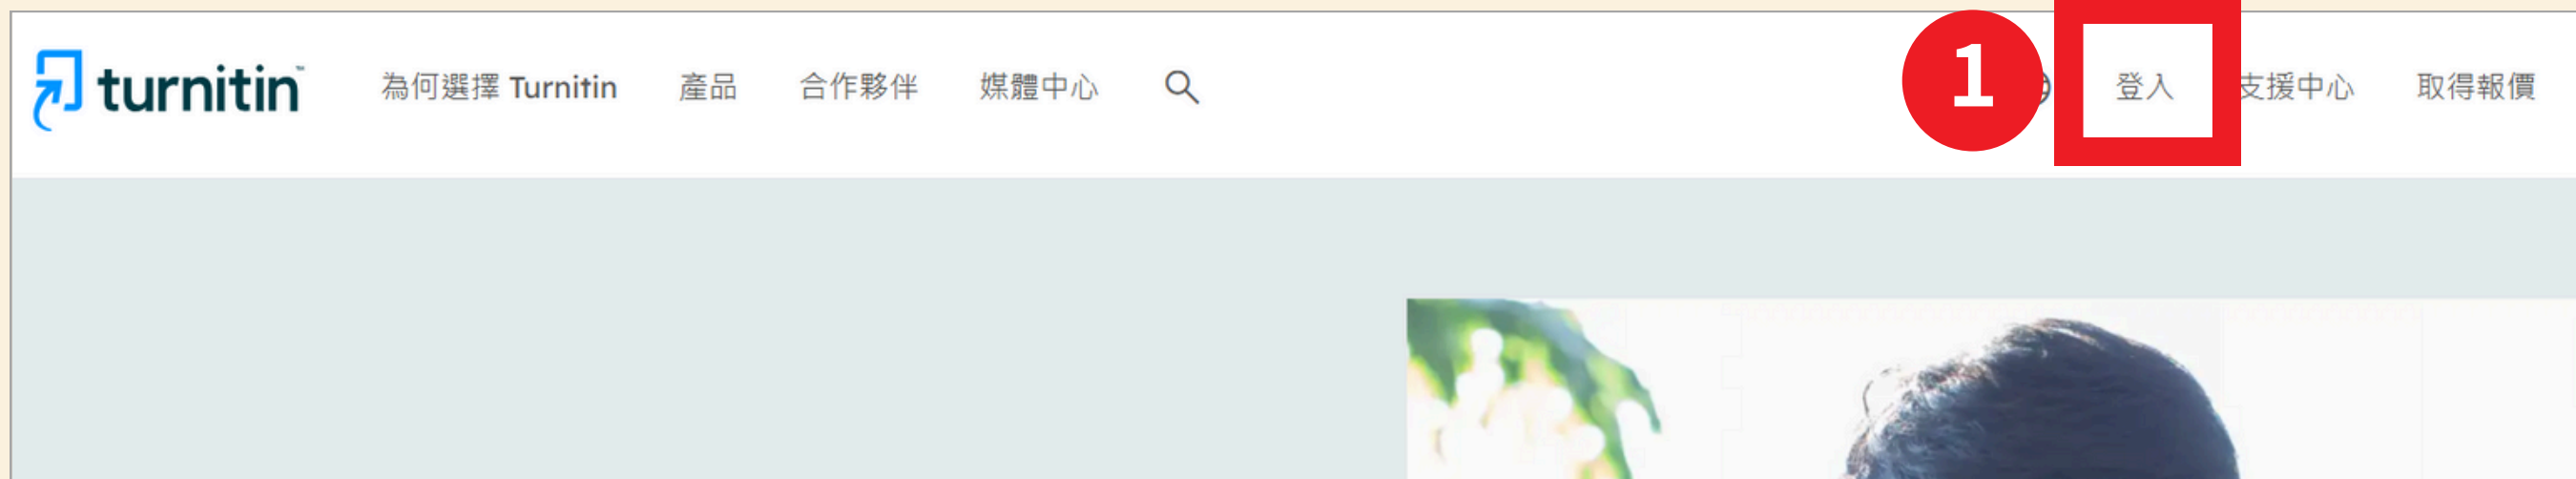 turnitin™ 為何選擇 Turnitin 產品 合作夥伴 媒體中心 1 登入 支援中心 取得報價